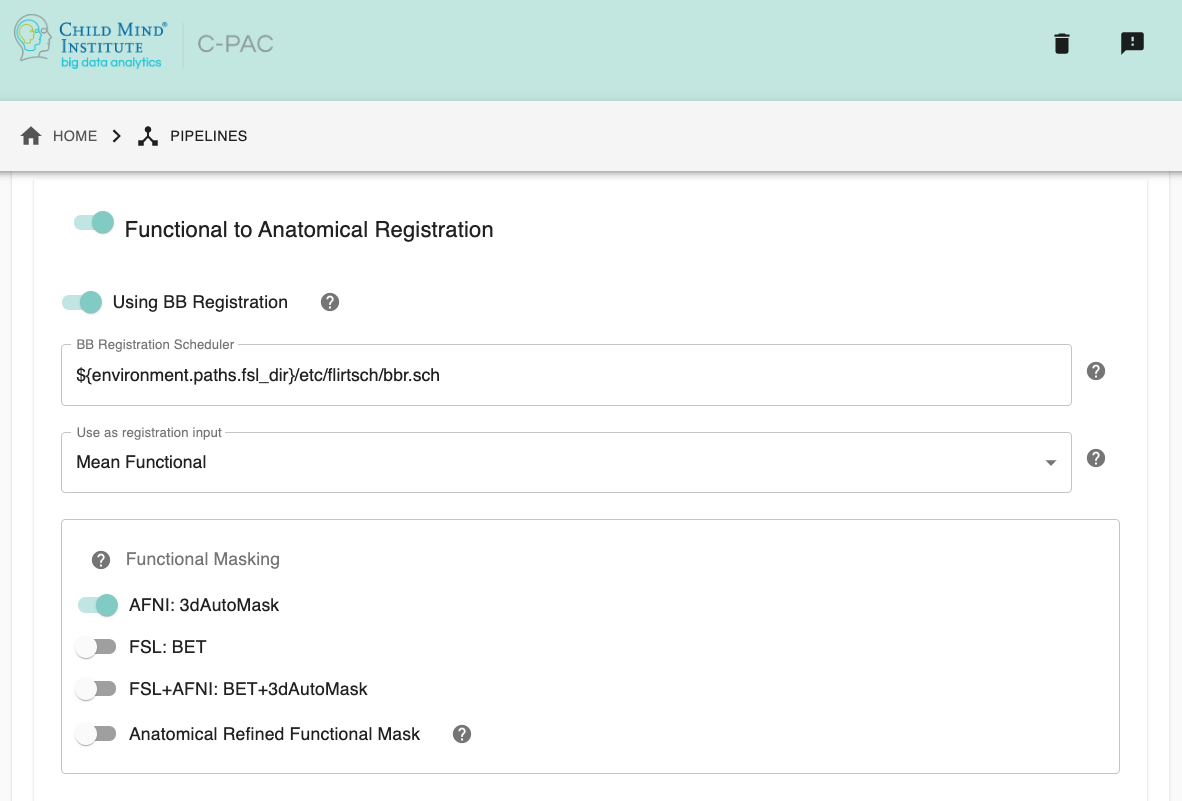 CHILD MIND®
INSTITUTE
big data analytics
C-PAC
HOME
PIPELINES
Functional to Anatomical Registration
Using BB Registration
BB Registration Scheduler
${environment.paths.fsl_dir}/etc/flirtsch/bbr.sch
Use as registration input
Mean Functional
Functional Masking
AFNI: 3dAutoMask
FSL: BET
FSL+AFNI: BET+3dAutoMask
Anatomical Refined Functional Mask